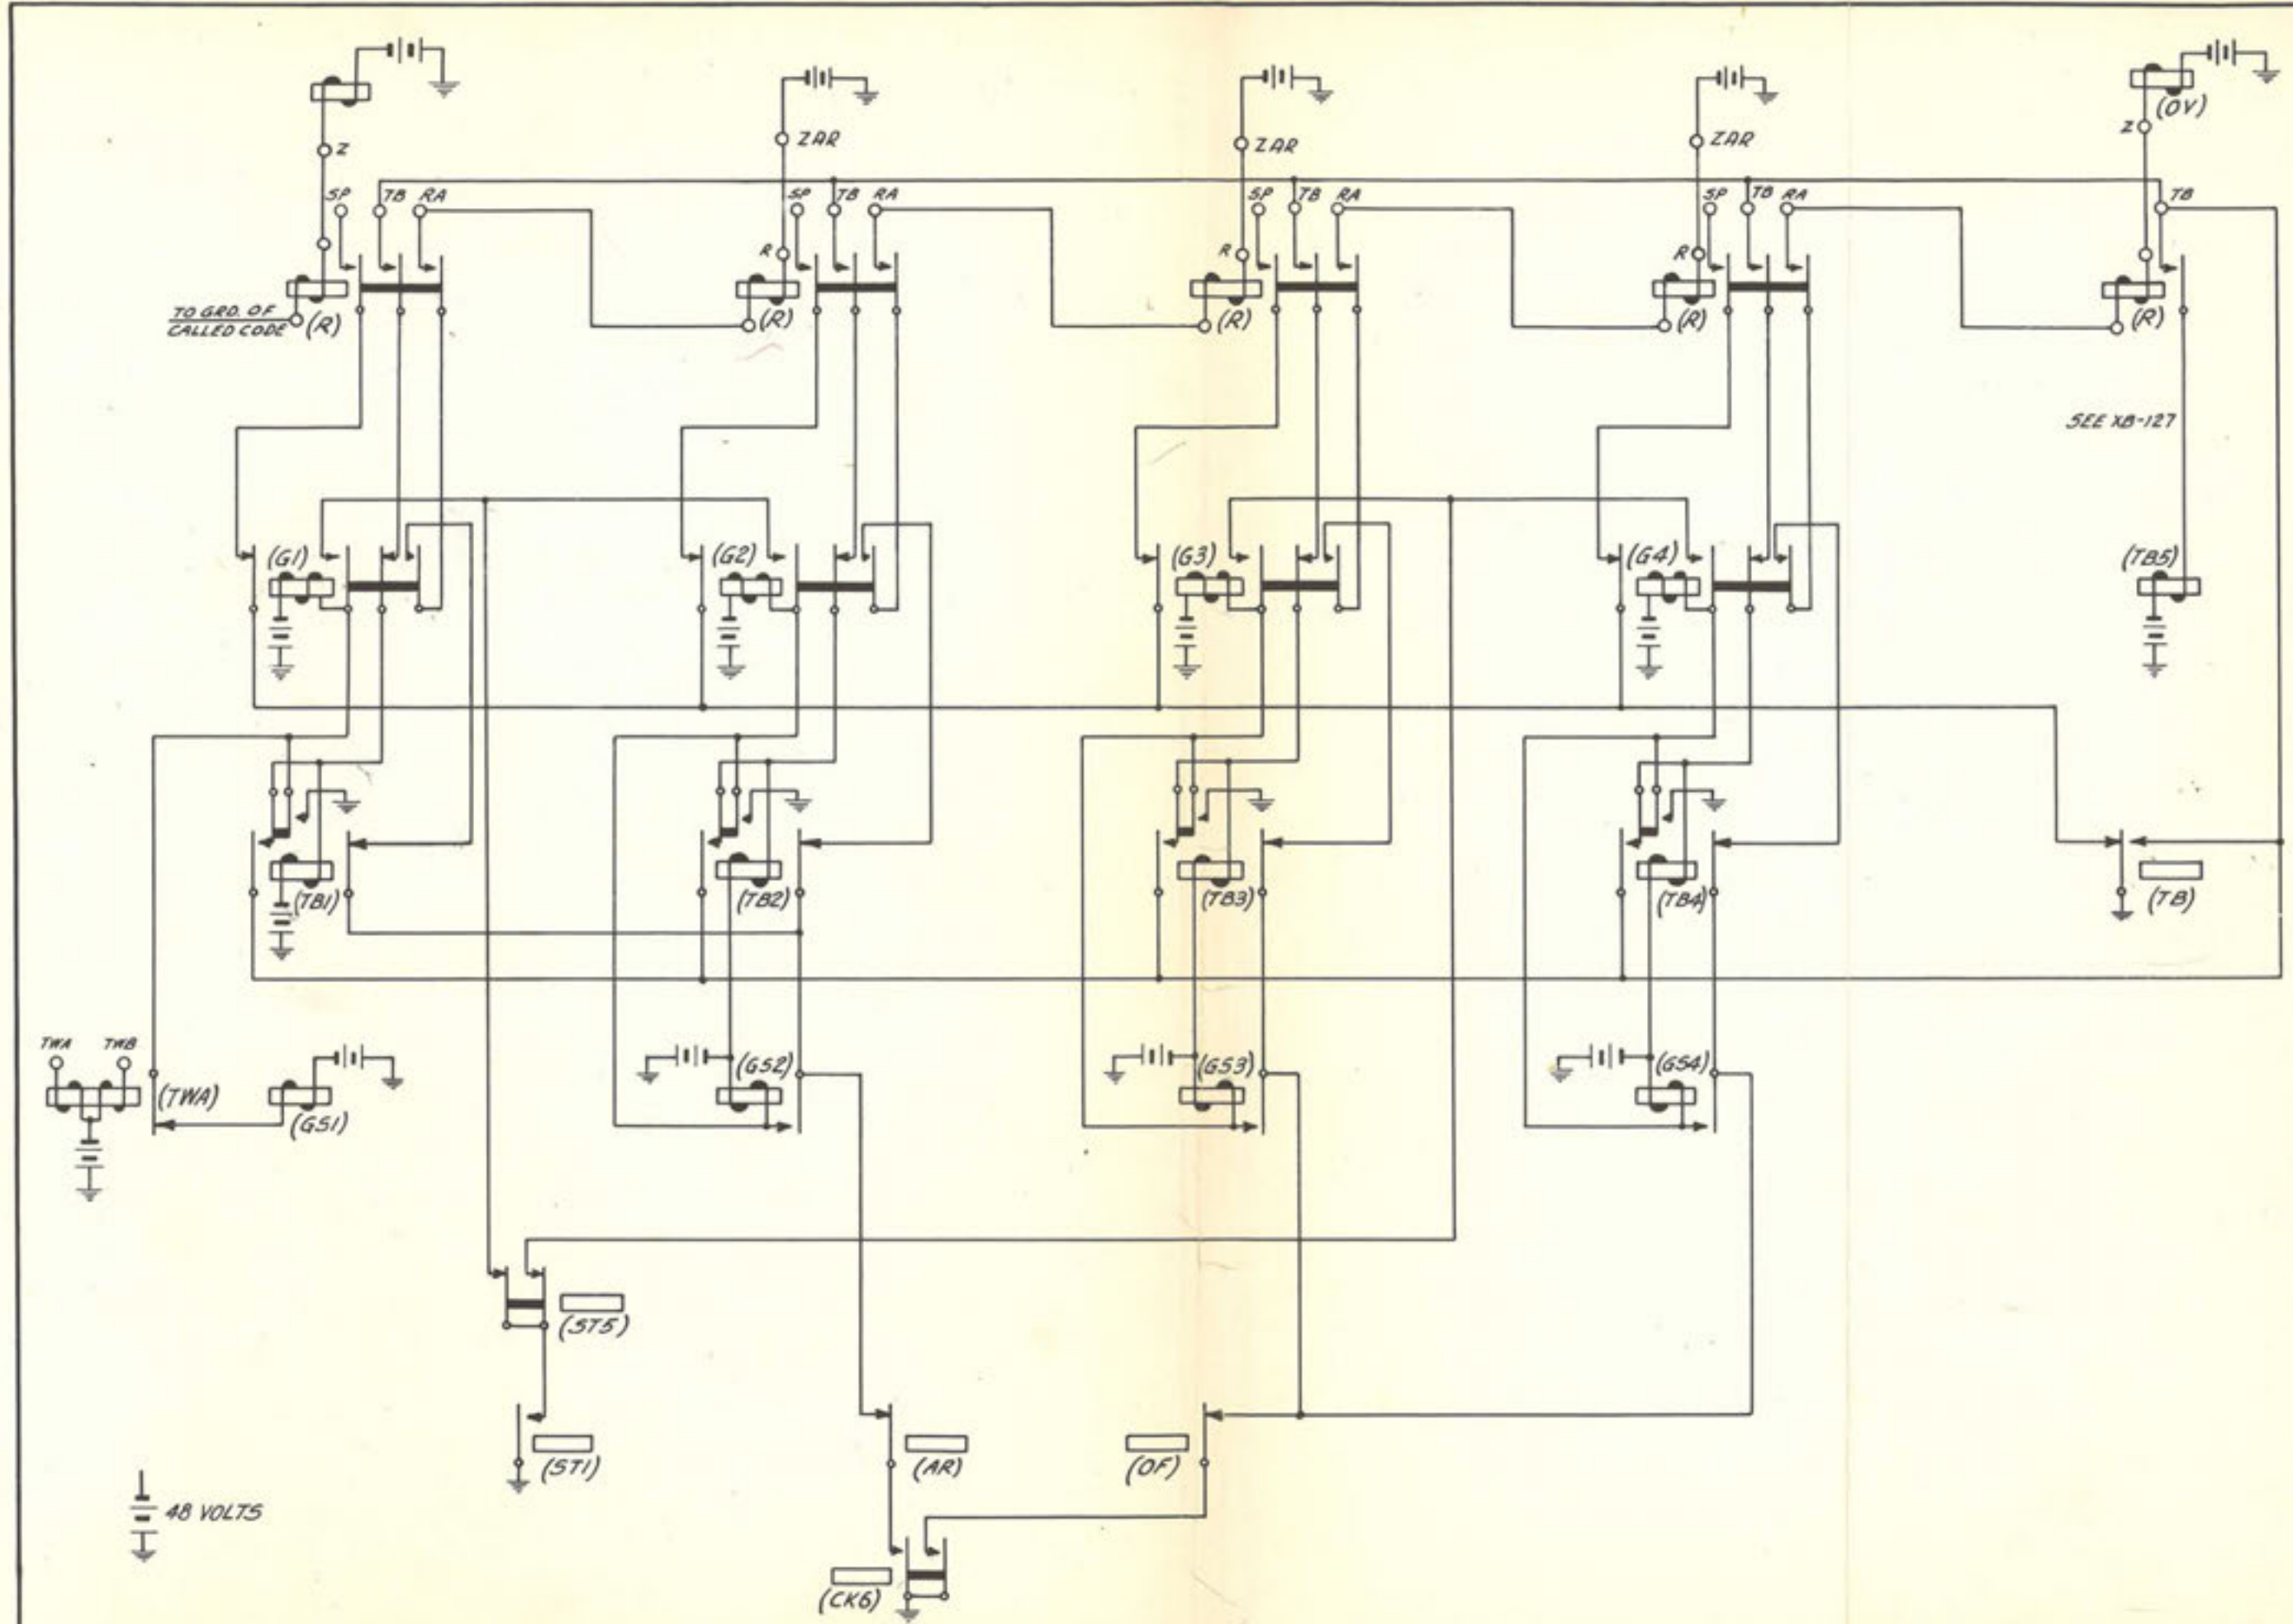 (OV)
Z
Z
ZAR
ZAR
ZAR
SP TB RA
SP TB RA
SP TB RA
SP TB RA
TB
R
R
R
TO GRD. OF
CALLED CODE
(R)
(R)
(R)
(R)
(R)
SEE XB-127
(G1)
(G2)
(G3)
(G4)
(TB5)
(TB1)
(TB2)
(TB3)
(TB4)
(TB)
TWA TWB
(TWA)
(GS1)
(GS2)
(GS3)
(GS4)
(ST5)
(ST1)
(AR)
(OF)
48 VOLTS
(CK6)